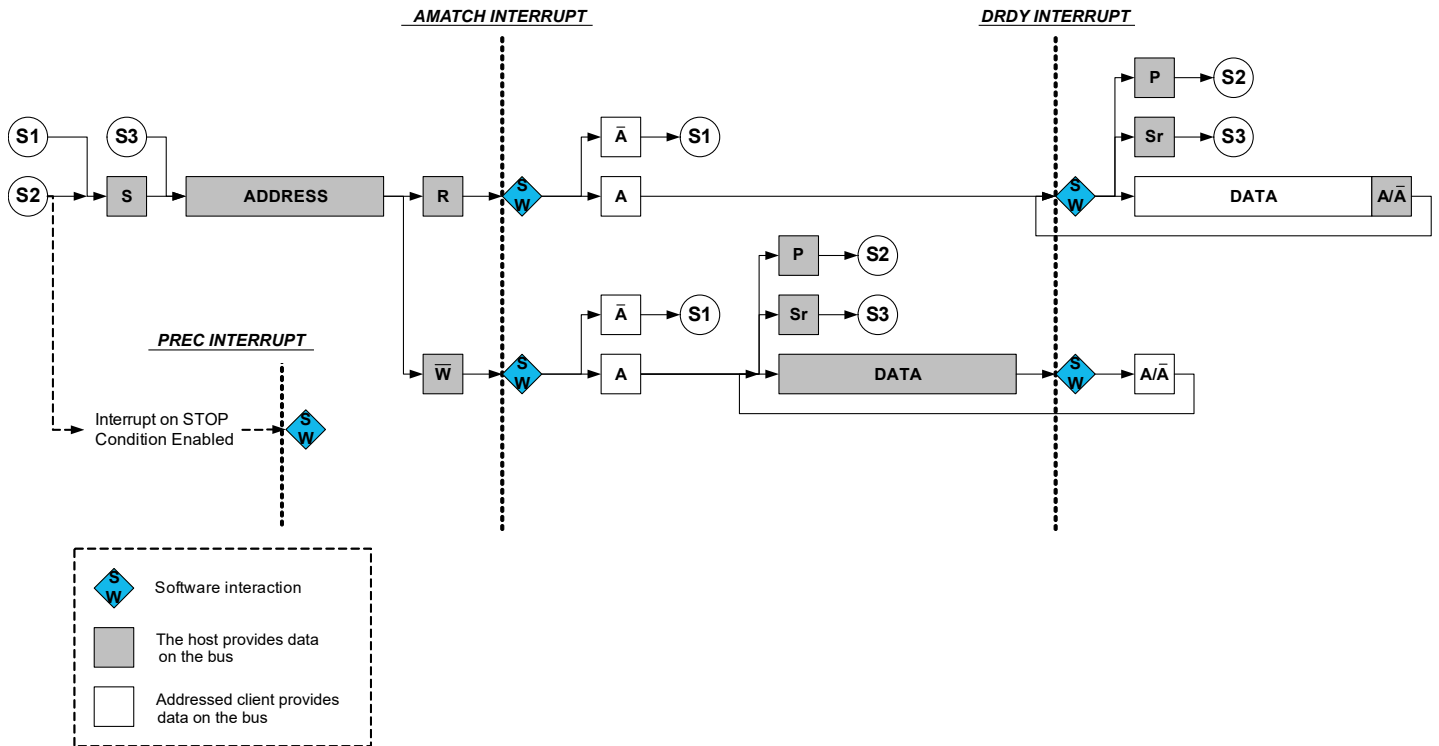 AMATCH INTERRUPT
DRDY INTERRUPT
P
S2
S1
S3
A̅
S1
Sr
S3
S2
S
ADDRESS
R
S
W
A
S
W
DATA
A/A̅
P
S2
A̅
S1
Sr
S3
PREC INTERRUPT
W̅
S
W
A
DATA
S
W
A/A̅
Interrupt on STOP
Condition Enabled
S
W
S
W
Software interaction
The host provides data
on the bus
Addressed client provides
data on the bus